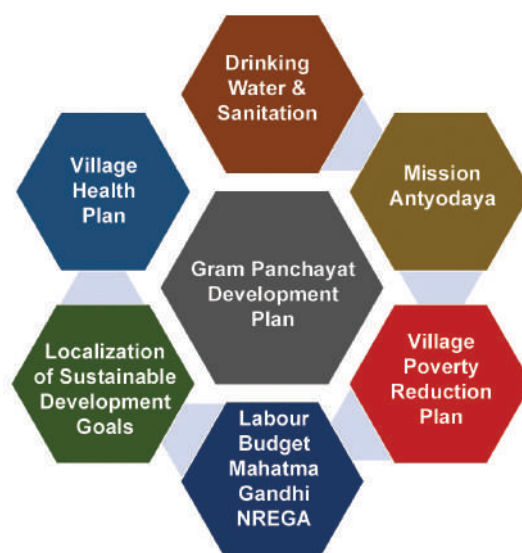 Drinking
Water &
Sanitation
Village
Health
Plan
Mission
Antyodaya
Gram Panchayat
Development
Plan
Localization
of Sustainable
Development
Goals
Village
Poverty
Reduction
Plan
Labour
Budget
Mahatma
Gandhi
NREGA